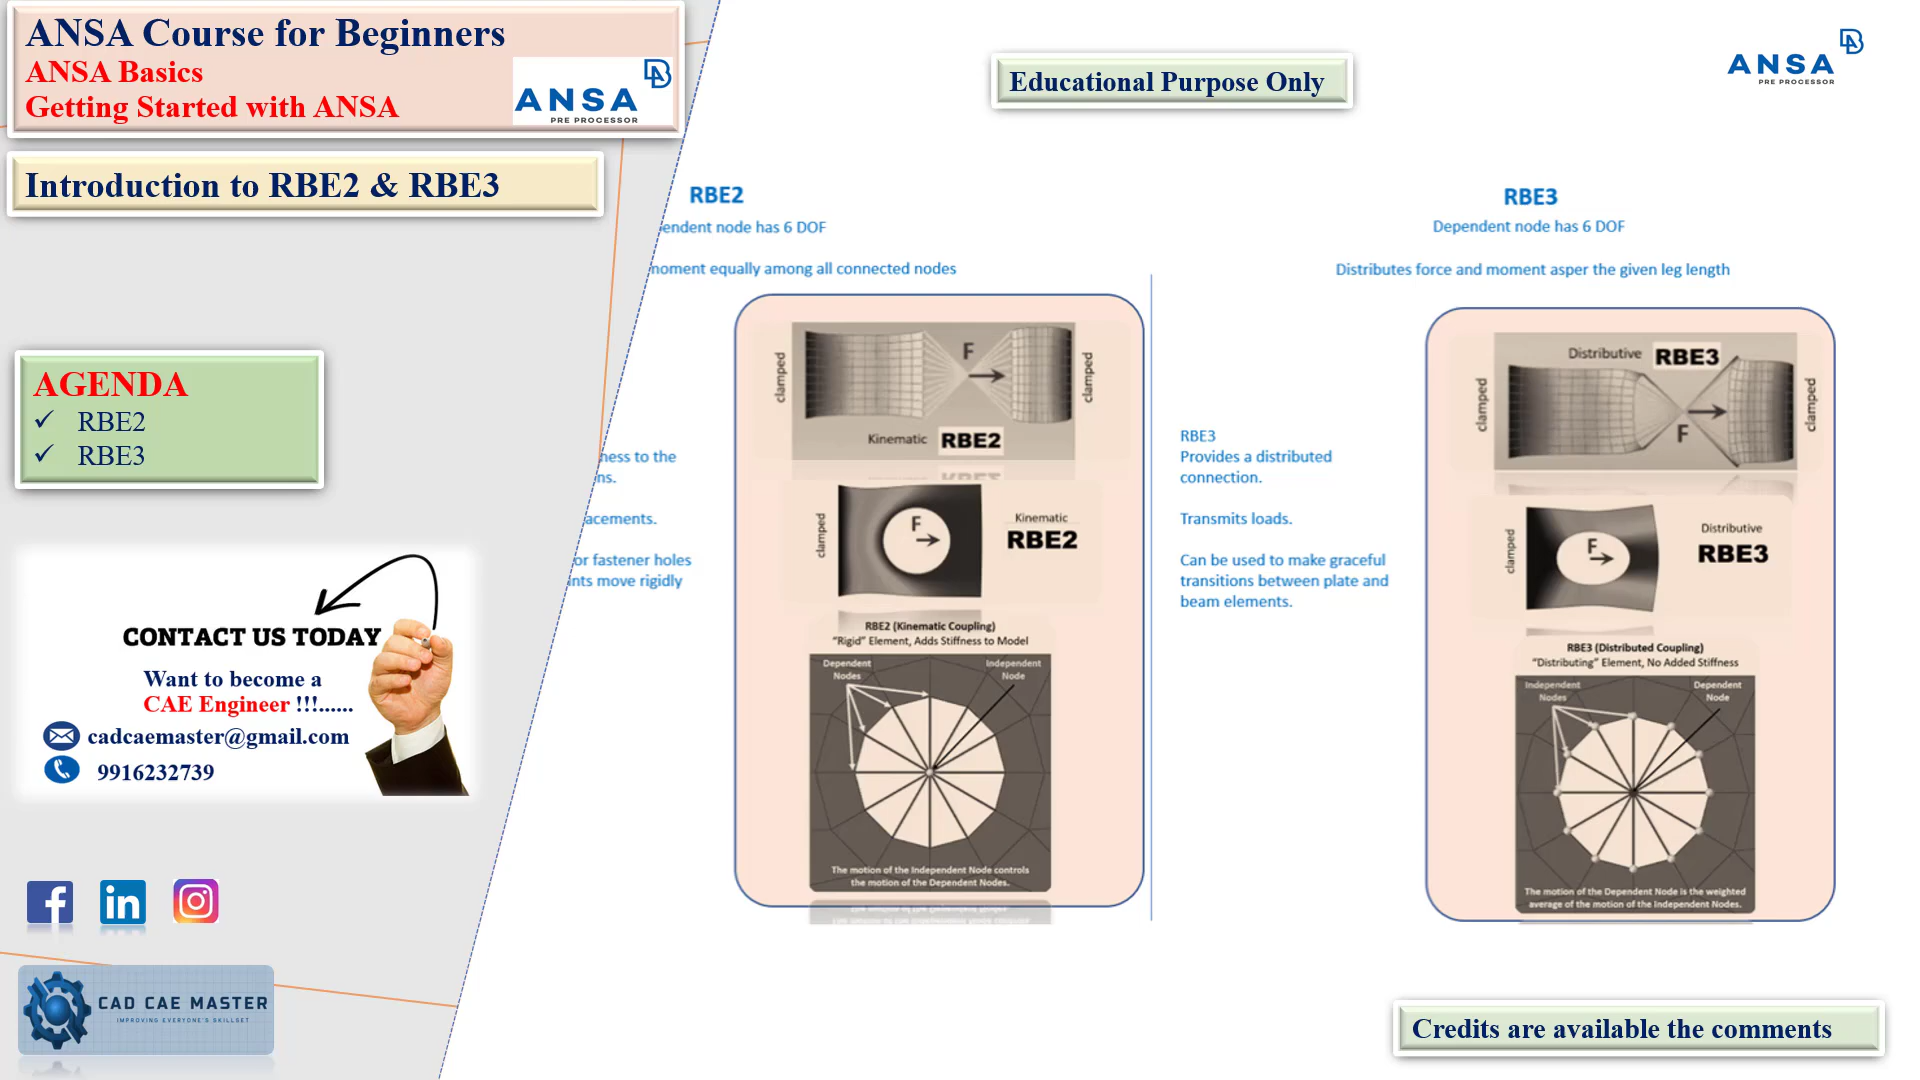 ANSA Course for Beginners
ANSA Basics
Getting Started with ANSA
ANSA
PRE PROCESSOR
Introduction to RBE2 & RBE3
AGENDA
✓ RBE2
✓ RBE3
CONTACT US TODAY
Want to become a
CAE Engineer !!!......
cadcaemaster@gmail.com
9916232739
CAD CAE MASTER
IMPROVING EVERYONE'S SKILLSET
Educational Purpose Only
ANSA
PRE PROCESSOR
RBE2
endent node has 6 DOF
moment equally among all connected nodes
ness to the
ns.
acements.
or fastener holes
nts move rigidly
clamped
F
clamped
Kinematic RBE2
clamped
F
Kinematic
RBE2
RBE2 (Kinematic Coupling)
"Rigid" Element, Adds Stiffness to Model
Dependent
Nodes
Independent
Node
The motion of the Independent Node controls
the motion of the Dependent Nodes.
RBE3
Dependent node has 6 DOF
Distributes force and moment asper the given leg length
RBE3
Provides a distributed
connection.
Transmits loads.
Can be used to make graceful
transitions between plate and
beam elements.
Distributive RBE3
clamped
F
clamped
clamped
F
Distributive
RBE3
RBE3 (Distributed Coupling)
"Distributing" Element, No Added Stiffness
Independent
Nodes
Dependent
Node
The motion of the Dependent Node is the weighted
average of the motion of the Independent Nodes.
Credits are available the comments